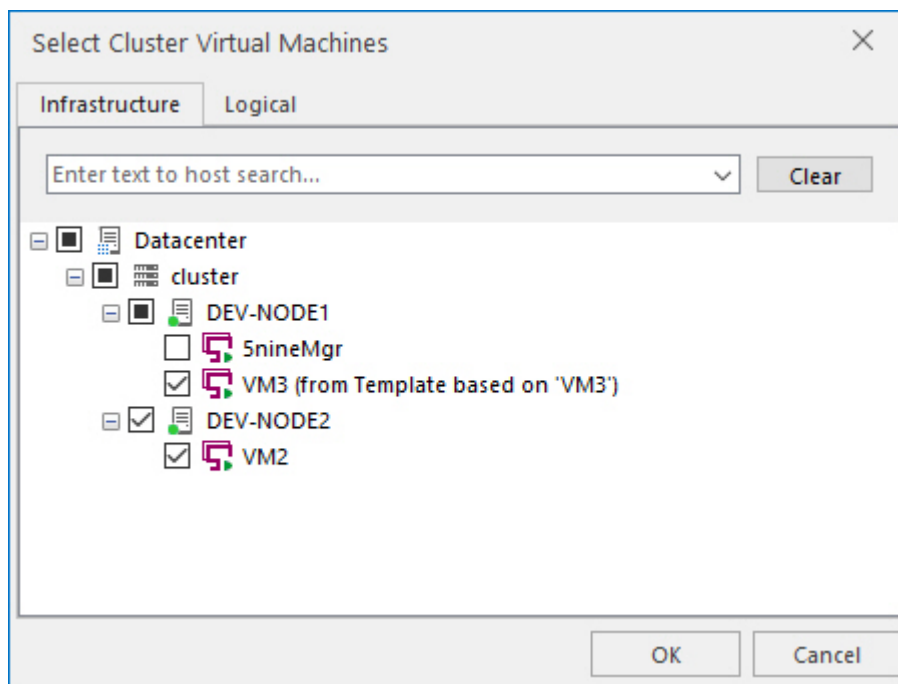 Select Cluster Virtual Machines
Infrastructure Logical
Enter text to host search... Clear
Datacenter
cluster
DEV-NODE1
5nineMgr
VM3 (from Template based on 'VM3')
DEV-NODE2
VM2
OK Cancel